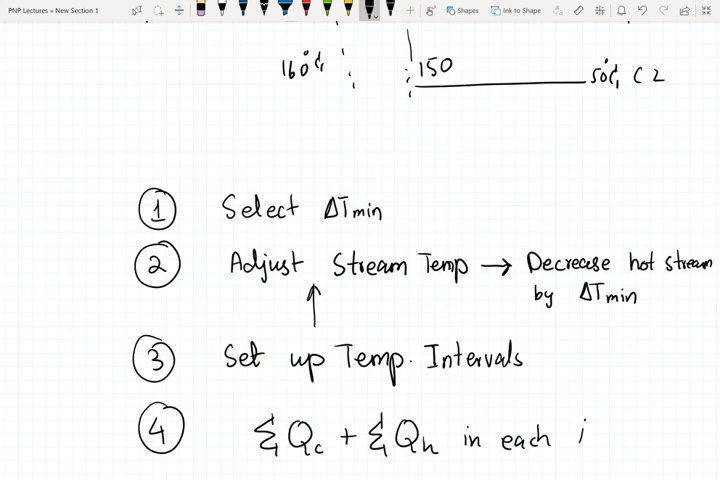 PNP Lectures » New Section 1
Shapes
Ink to Shape
160°C
150
50°C, C2
1 Select ΔTmin
2 Adjust Stream Temp → Decrease hot stream
by ΔTmin
3 Set up Temp. Intervals
4 ΣQc + ΣQh in each i